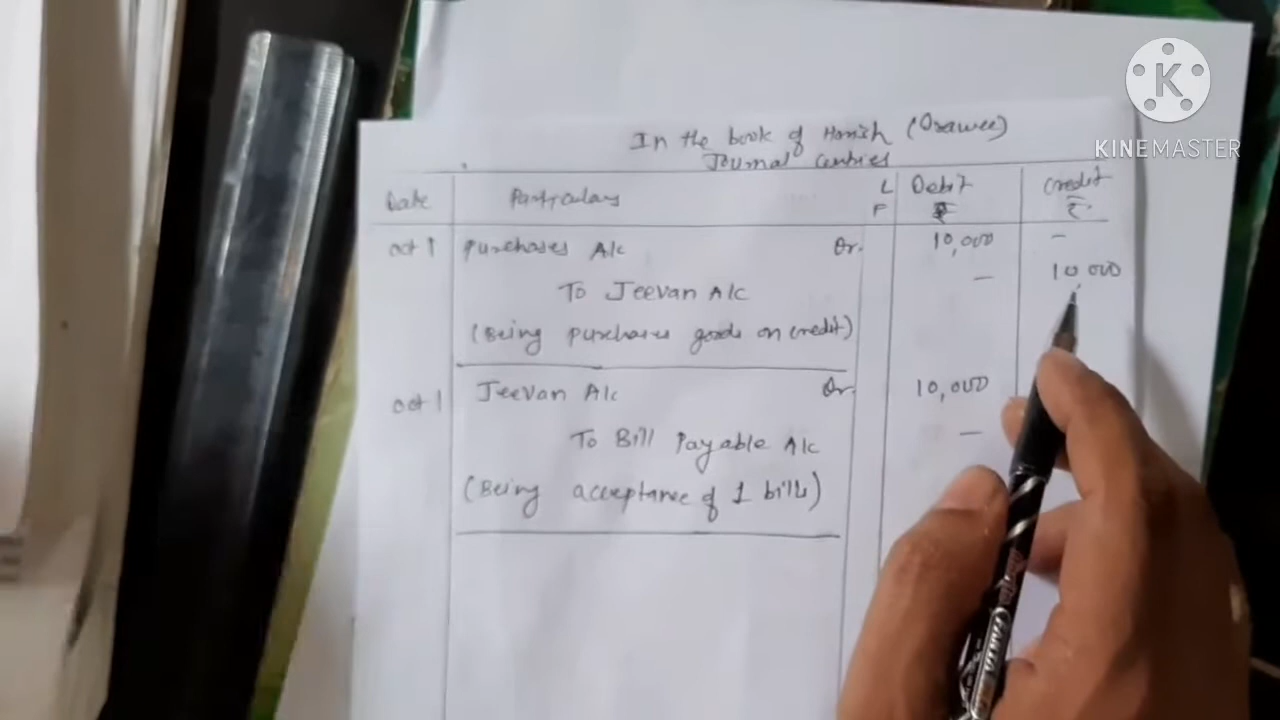 K
KINEMASTER
In the book of Harish (Drawee)
Journal entries
Date Particulars L F Debit ₹ Credit ₹
oct 1 Purchases A/c Dr. 10,000 —
To Jeevan A/c — 10,000
(Being purchases goods on credit)
oct 1 Jeevan A/c Dr. 10,000
To Bill Payable A/c —
(Being acceptance of 1 bill)